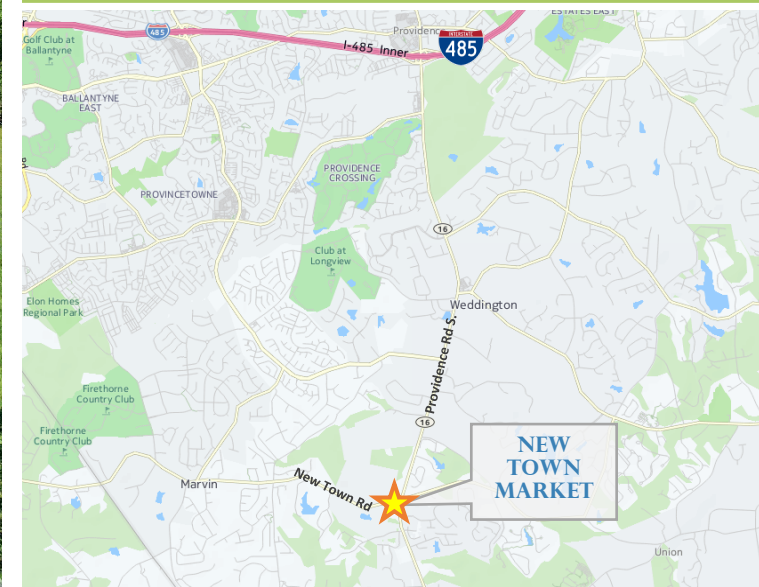 ESTATES EAST
Golf Club at
Ballantyne
485
I-485 Inner
INTERSTATE
485
BALLANTYNE
EAST
PROVIDENCE
CROSSING
PROVINCETOWNE
16
Club at
Longview
Elon Homes
Regional Park
Weddington
Providence Rd S.
Firethorne
Country Club
16
Firethorne
Country Club
NEW
TOWN
MARKET
Marvin
New Town Rd
Union